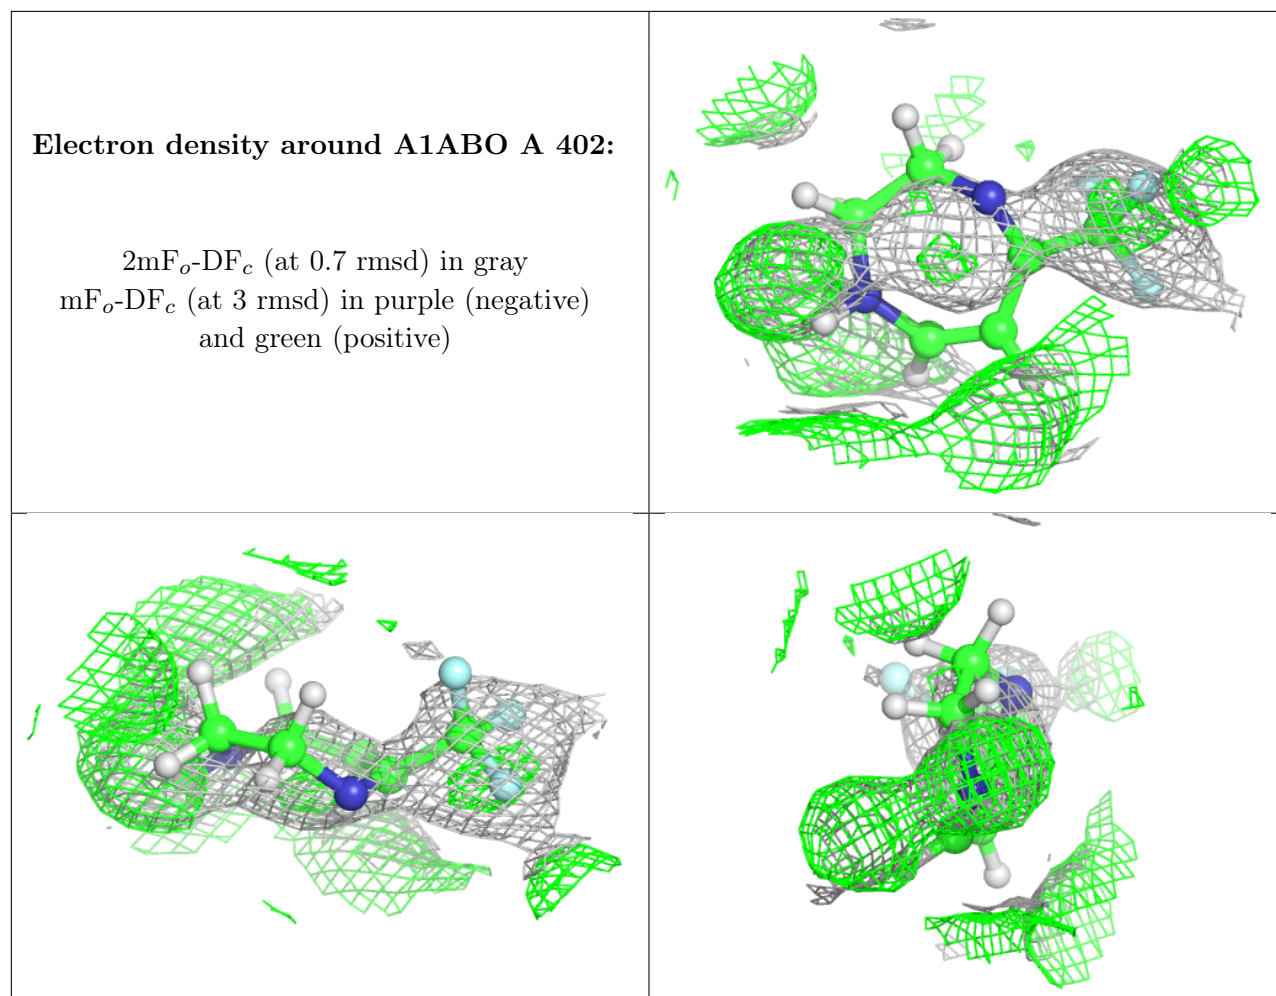 Electron density around A1ABO A 402:
2mFo-DFc (at 0.7 rmsd) in gray
mFo-DFc (at 3 rmsd) in purple (negative)
and green (positive)